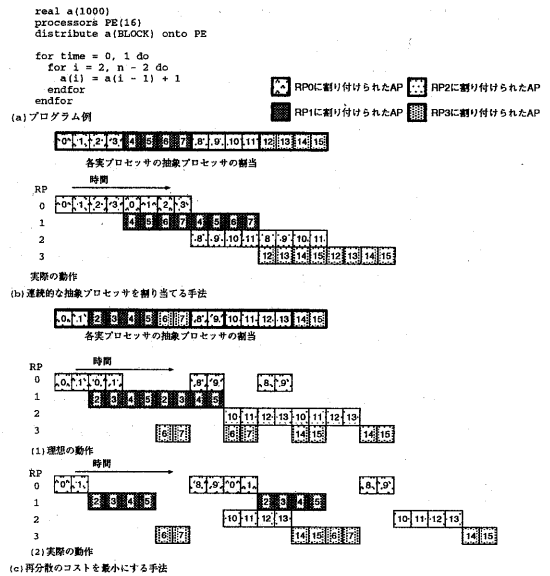 real a(1000)
processors PE(16)
distribute a(BLOCK) onto PE
for time = 0, 1 do
for i = 2, n - 2 do
a(i) = a(i - 1) + 1
endfor
endfor
(a)プログラム例
RP0に割り付けられたAP
RP2に割り付けられたAP
RP1に割り付けられたAP
RP3に割り付けられたAP
0 1 2 3 4 5 6 7 8 9 10 11 12 13 14 15
各実プロセッサの抽象プロセッサの割当
時間
RP
0 0 1 2 3 0 1 2 3
1 4 5 6 7 4 5 6 7
2 8 9 10 11 8 9 10 11
3 12 13 14 15 12 13 14 15
実際の動作
(b)連続的な抽象プロセッサを割り当てる手法
0 1 2 3 4 5 6 7 8 9 10 11 12 13 14 15
各実プロセッサの抽象プロセッサの割当
時間
RP
0 0 1 0 1 8 9 8 9
1 2 3 4 5 2 3 4 5
2 10 11 12 13 10 11 12 13
3 6 7 6 7 14 15 14 15
(1)理想の動作
時間
RP
0 0 1 8 9 0 1 8 9
1 2 3 4 5 2 3 4 5
2 10 11 12 13 10 11 12 13
3 6 7 14 15 6 7 14 15
(2)実際の動作
(c)再分散のコストを最小にする手法